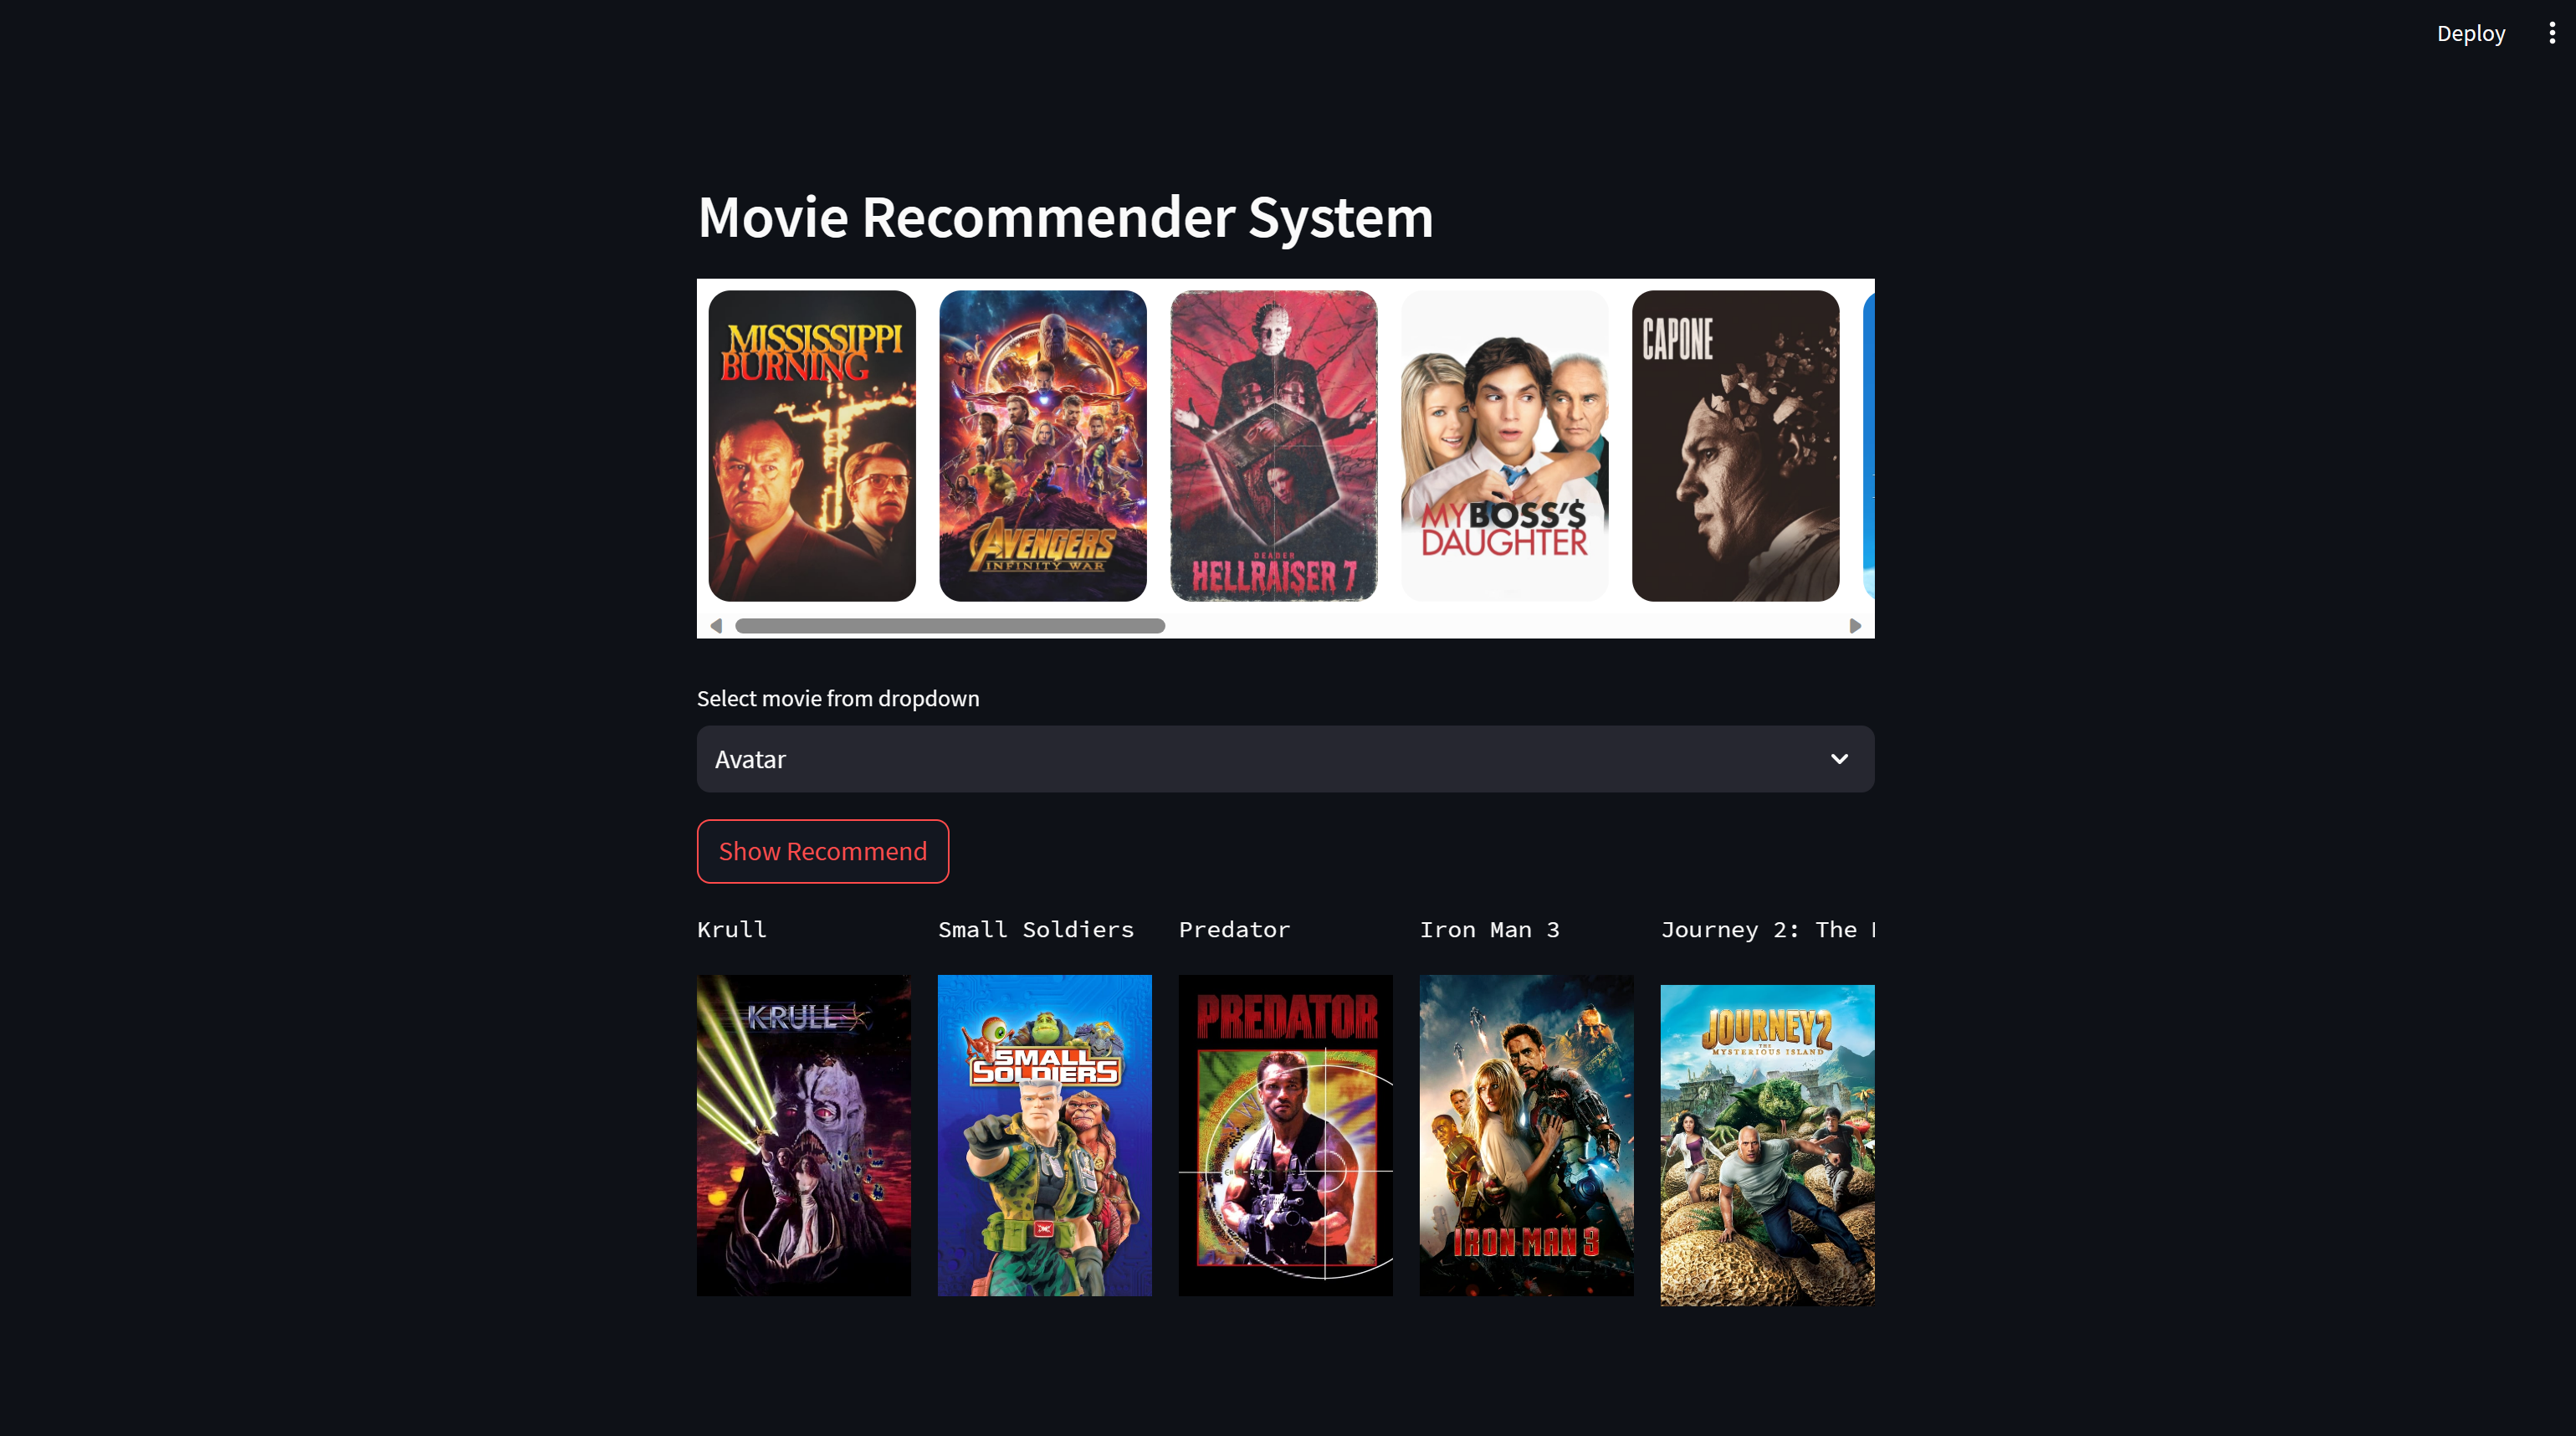 Deploy
Movie Recommender System
MISSISSIPPI
BURNING
AVENGERS
INFINITY WAR
DEADER
HELLRAISER 7
MY BOSS'$
DAUGHTER
CAPONE
Select movie from dropdown
Avatar
Show Recommend
Krull
Small Soldiers
Predator
Iron Man 3
Journey 2: The
KRULL
SMALL
SOLDIERS
PREDATOR
IRON MAN 3
JOURNEY 2
THE
MYSTERIOUS ISLAND